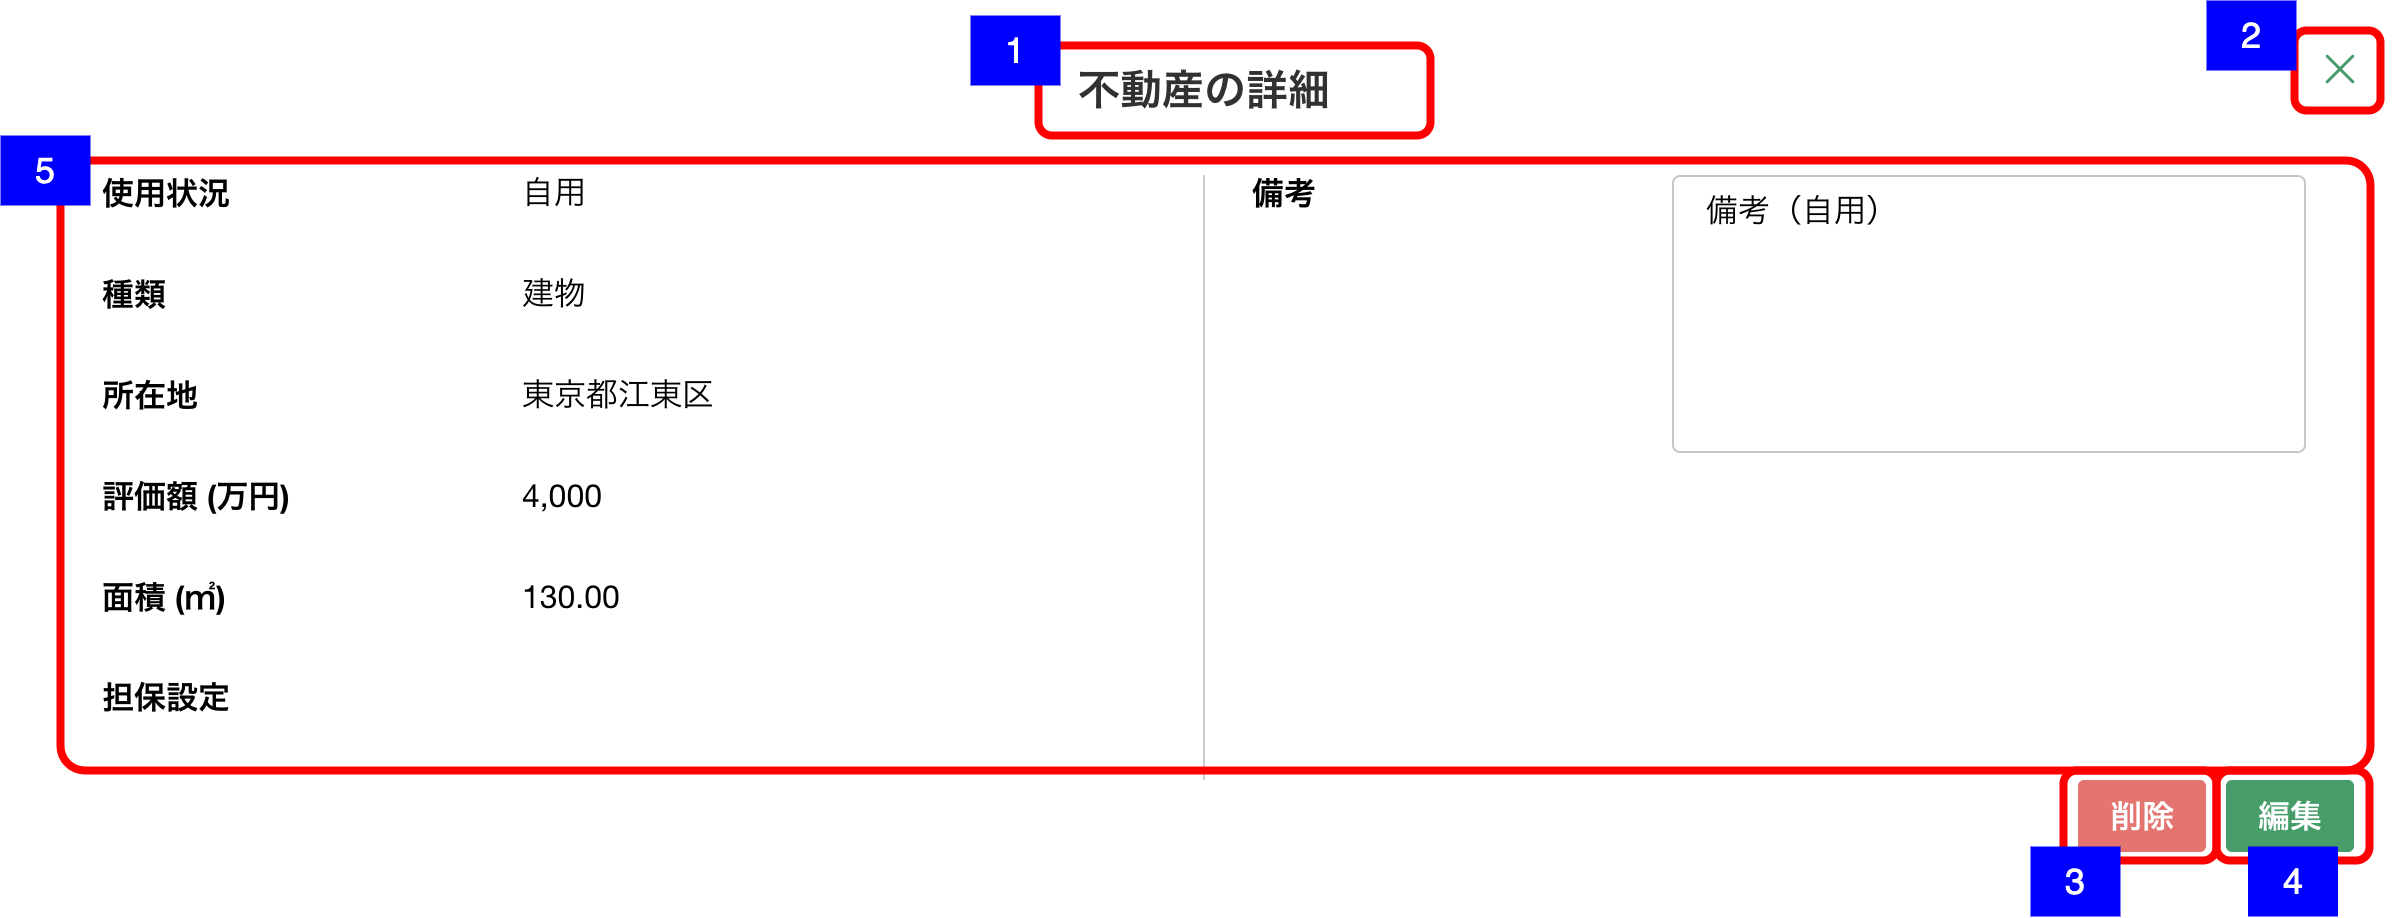 1
不動産の詳細
2
5
使用状況
自用
種類
建物
所在地
東京都江東区
評価額 (万円)
4,000
面積 (㎡)
130.00
担保設定
備考
備考（自用）
削除
編集
3
4